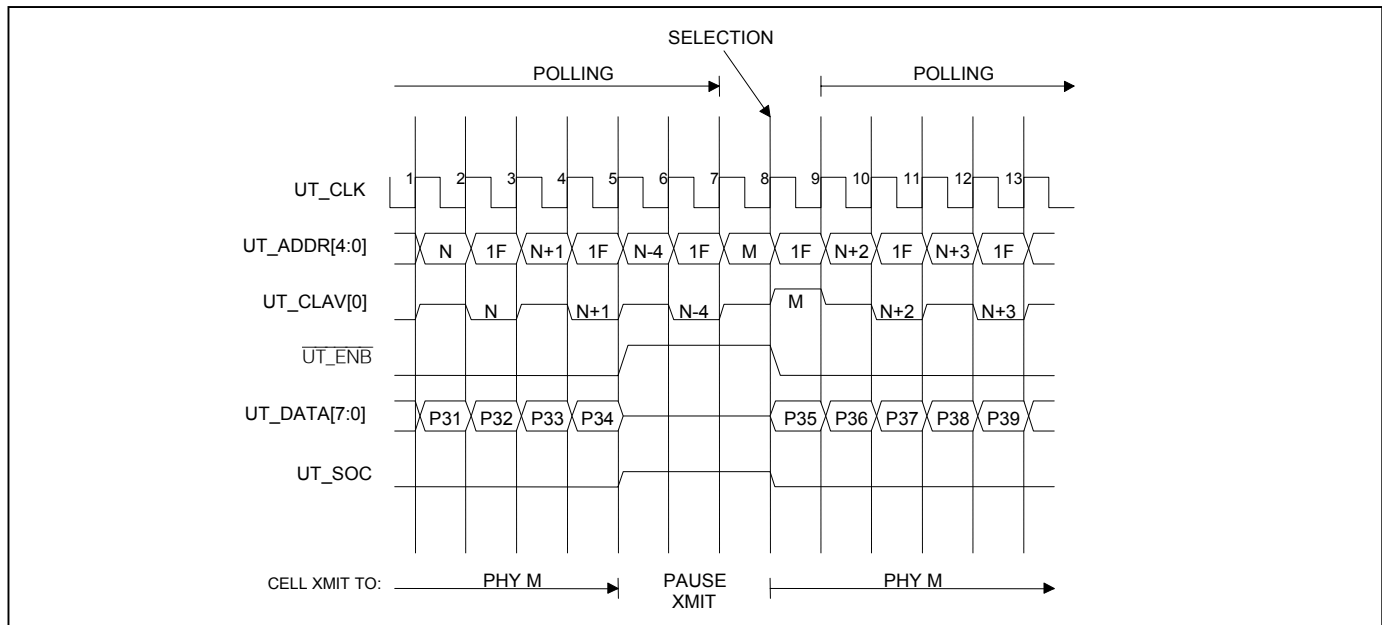 SELECTION
POLLING POLLING
UT_CLK 1 2 3 4 5 6 7 8 9 10 11 12 13
UT_ADDR[4:0] N 1F N+1 1F N-4 1F M 1F N+2 1F N+3 1F
UT_CLAV[0] N N+1 N-4 M N+2 N+3
UT_ENB
UT_DATA[7:0] P31 P32 P33 P34 P35 P36 P37 P38 P39
UT_SOC
CELL XMIT TO: PHY M PAUSE XMIT PHY M